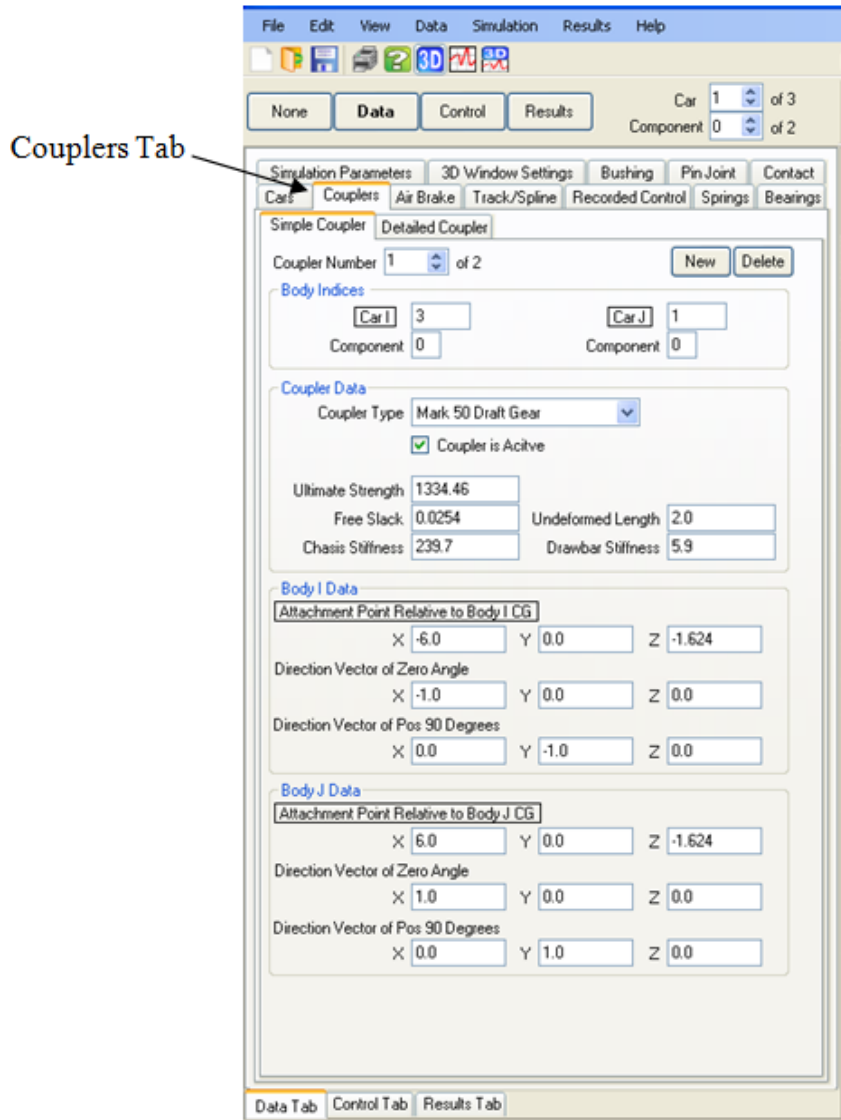 File Edit View Data Simulation Results Help
3D 3D
None Data Control Results
Car 1 of 3
Component 0 of 2
Couplers Tab
Simulation Parameters 3D Window Settings Bushing Pin Joint Contact
Cars Couplers Air Brake Track/Spline Recorded Control Springs Bearings
Simple Coupler Detailed Coupler
Coupler Number 1 of 2 New Delete
Body Indices
Car I 3 Car J 1
Component 0 Component 0
Coupler Data
Coupler Type Mark 50 Draft Gear
Coupler is Acitve
Ultimate Strength 1334.46
Free Slack 0.0254 Undeformed Length 2.0
Chasis Stiffness 239.7 Drawbar Stiffness 5.9
Body I Data
Attachment Point Relative to Body I CG
X -6.0 Y 0.0 Z -1.624
Direction Vector of Zero Angle
X -1.0 Y 0.0 Z 0.0
Direction Vector of Pos 90 Degrees
X 0.0 Y -1.0 Z 0.0
Body J Data
Attachment Point Relative to Body J CG
X 6.0 Y 0.0 Z -1.624
Direction Vector of Zero Angle
X 1.0 Y 0.0 Z 0.0
Direction Vector of Pos 90 Degrees
X 0.0 Y 1.0 Z 0.0
Data Tab Control Tab Results Tab